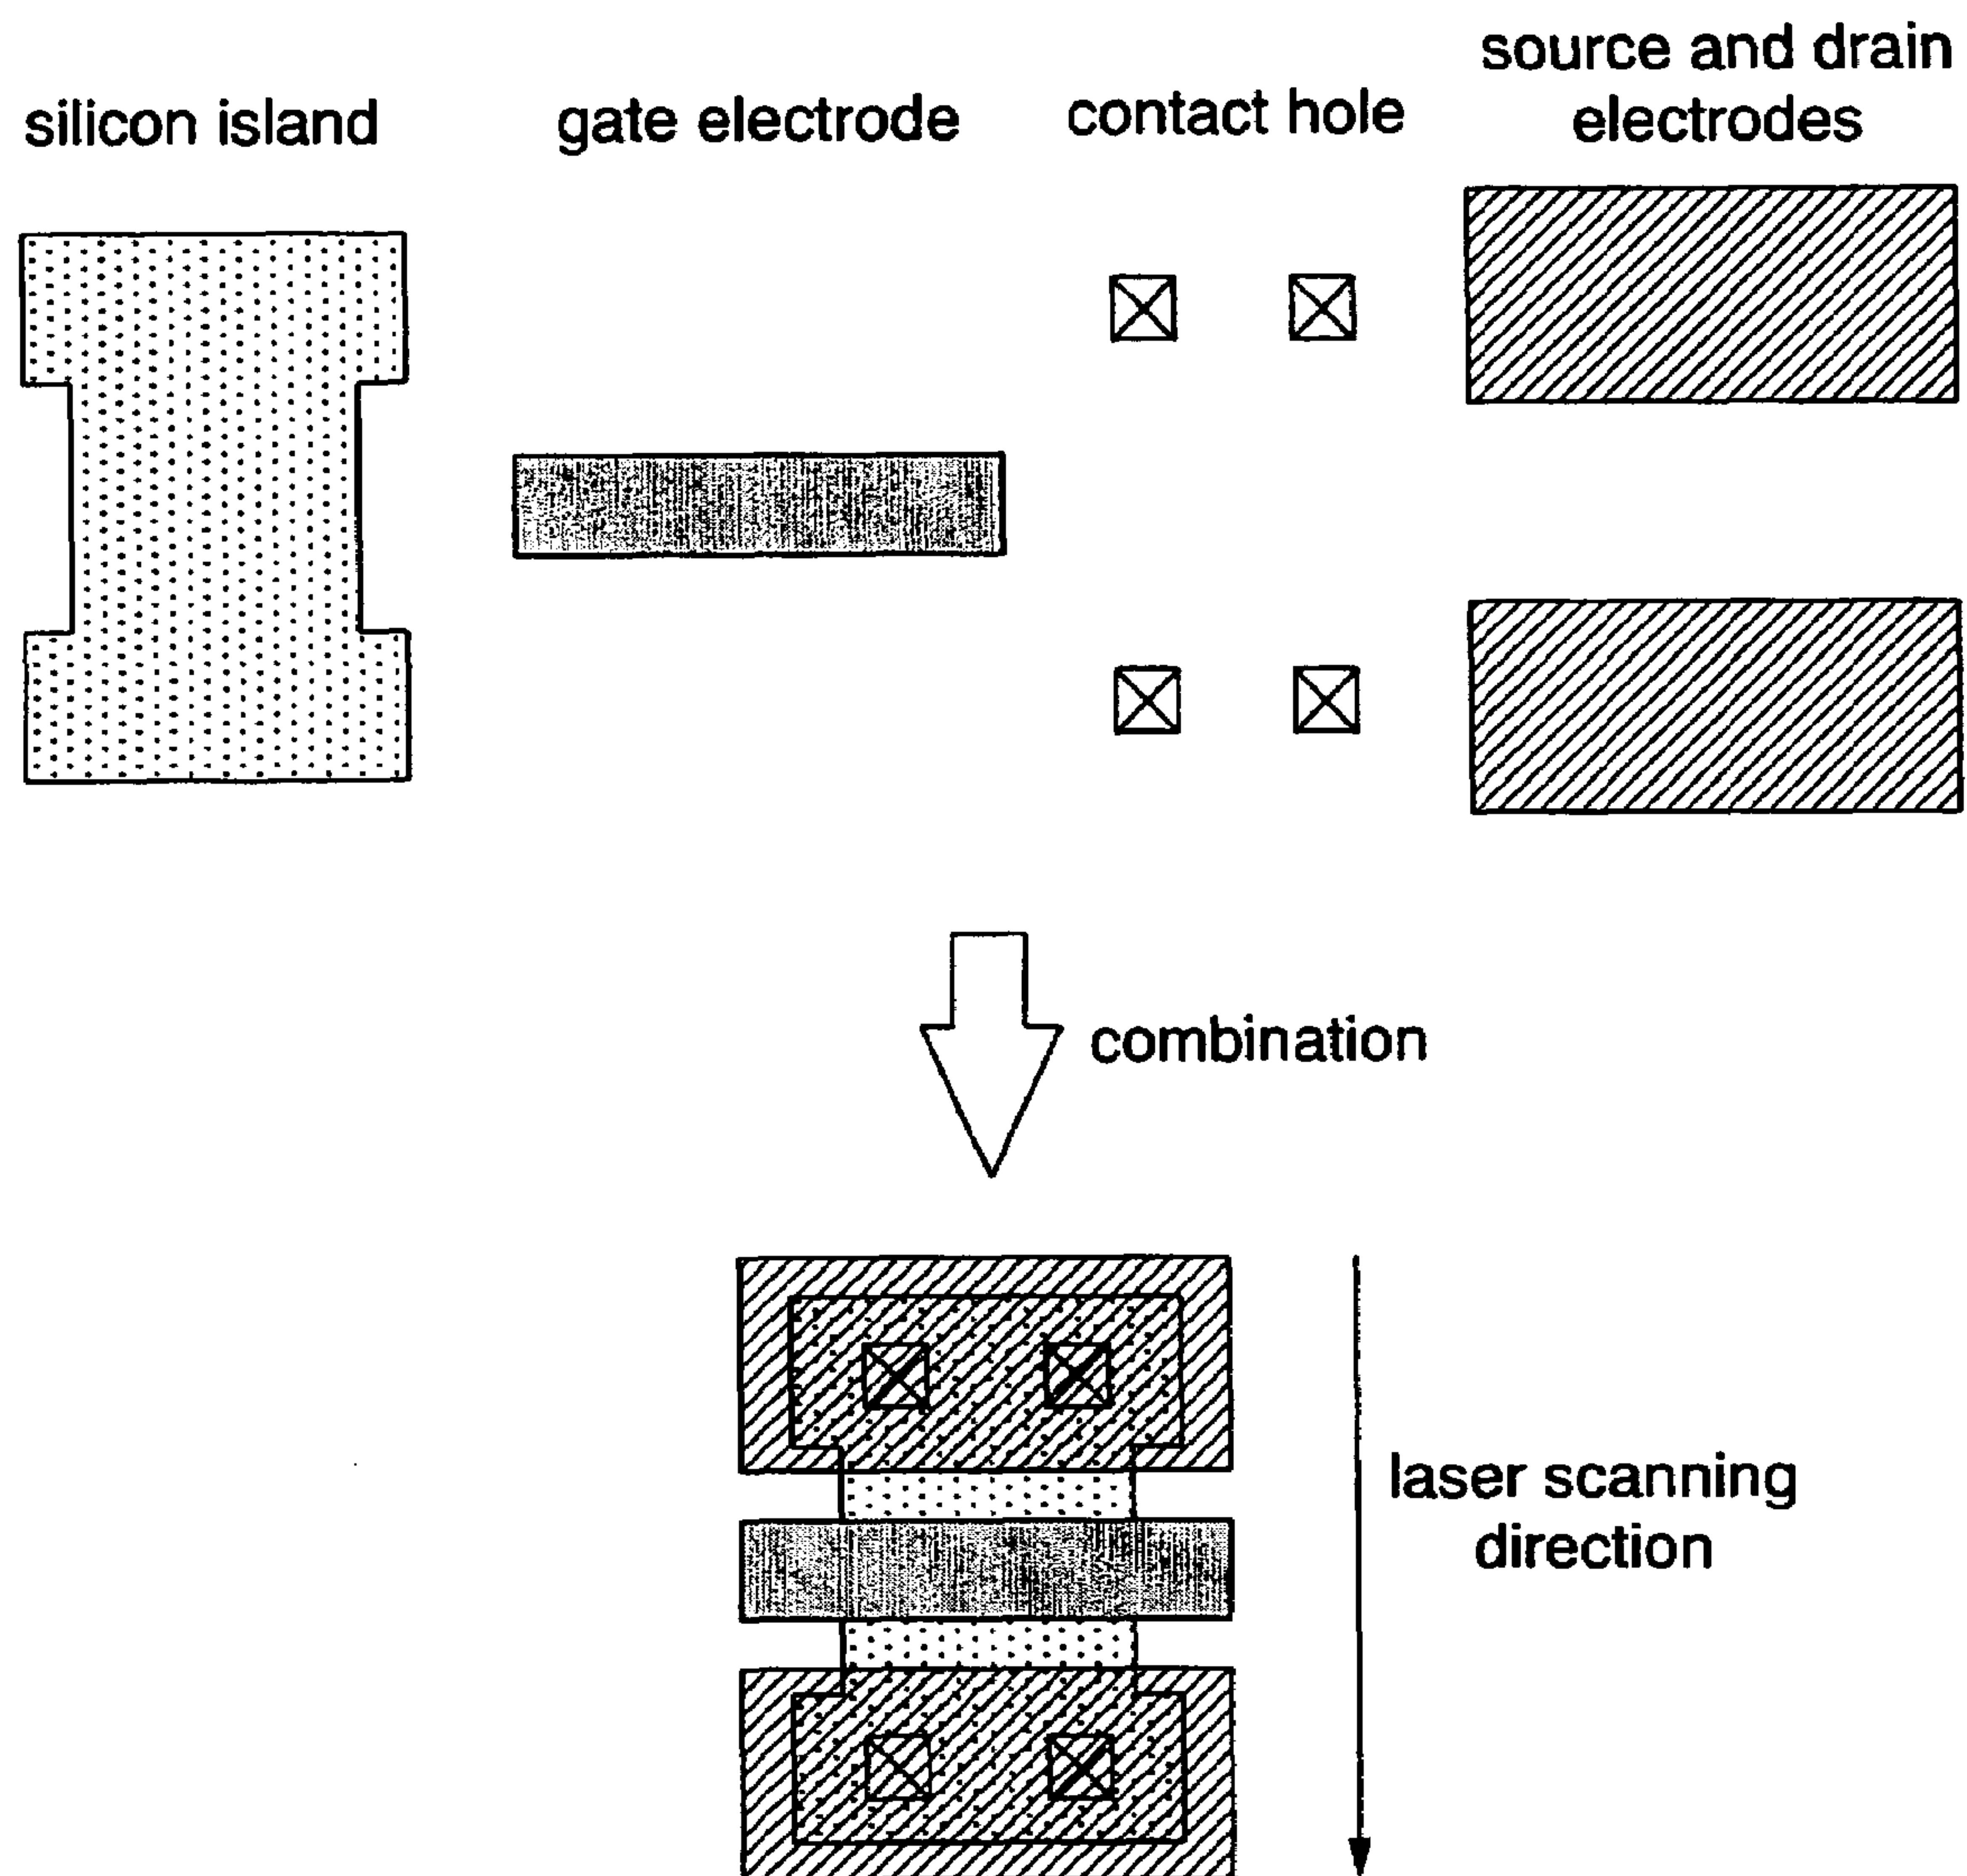 silicon island
gate electrode
contact hole
source and drain
electrodes
combination
laser scanning
direction